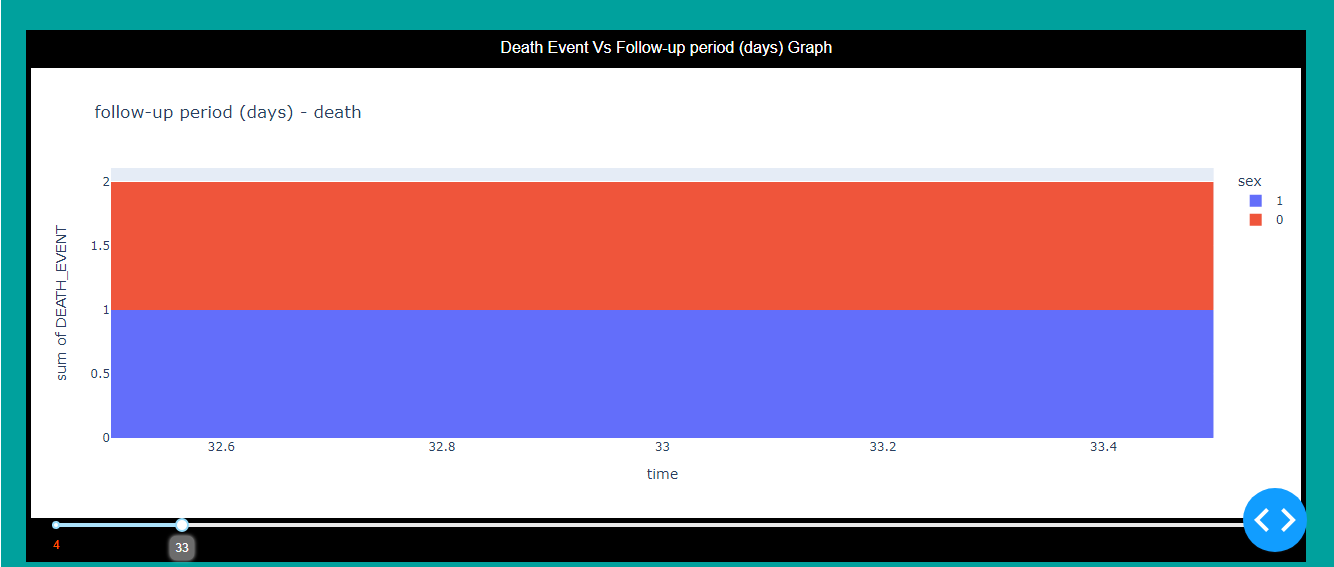 Death Event Vs Follow-up period (days) Graph
follow-up period (days) - death
sum of DEATH_EVENT
2
1.5
1
0.5
0
32.6 32.8 33 33.2 33.4
time
sex
1
0
4
33